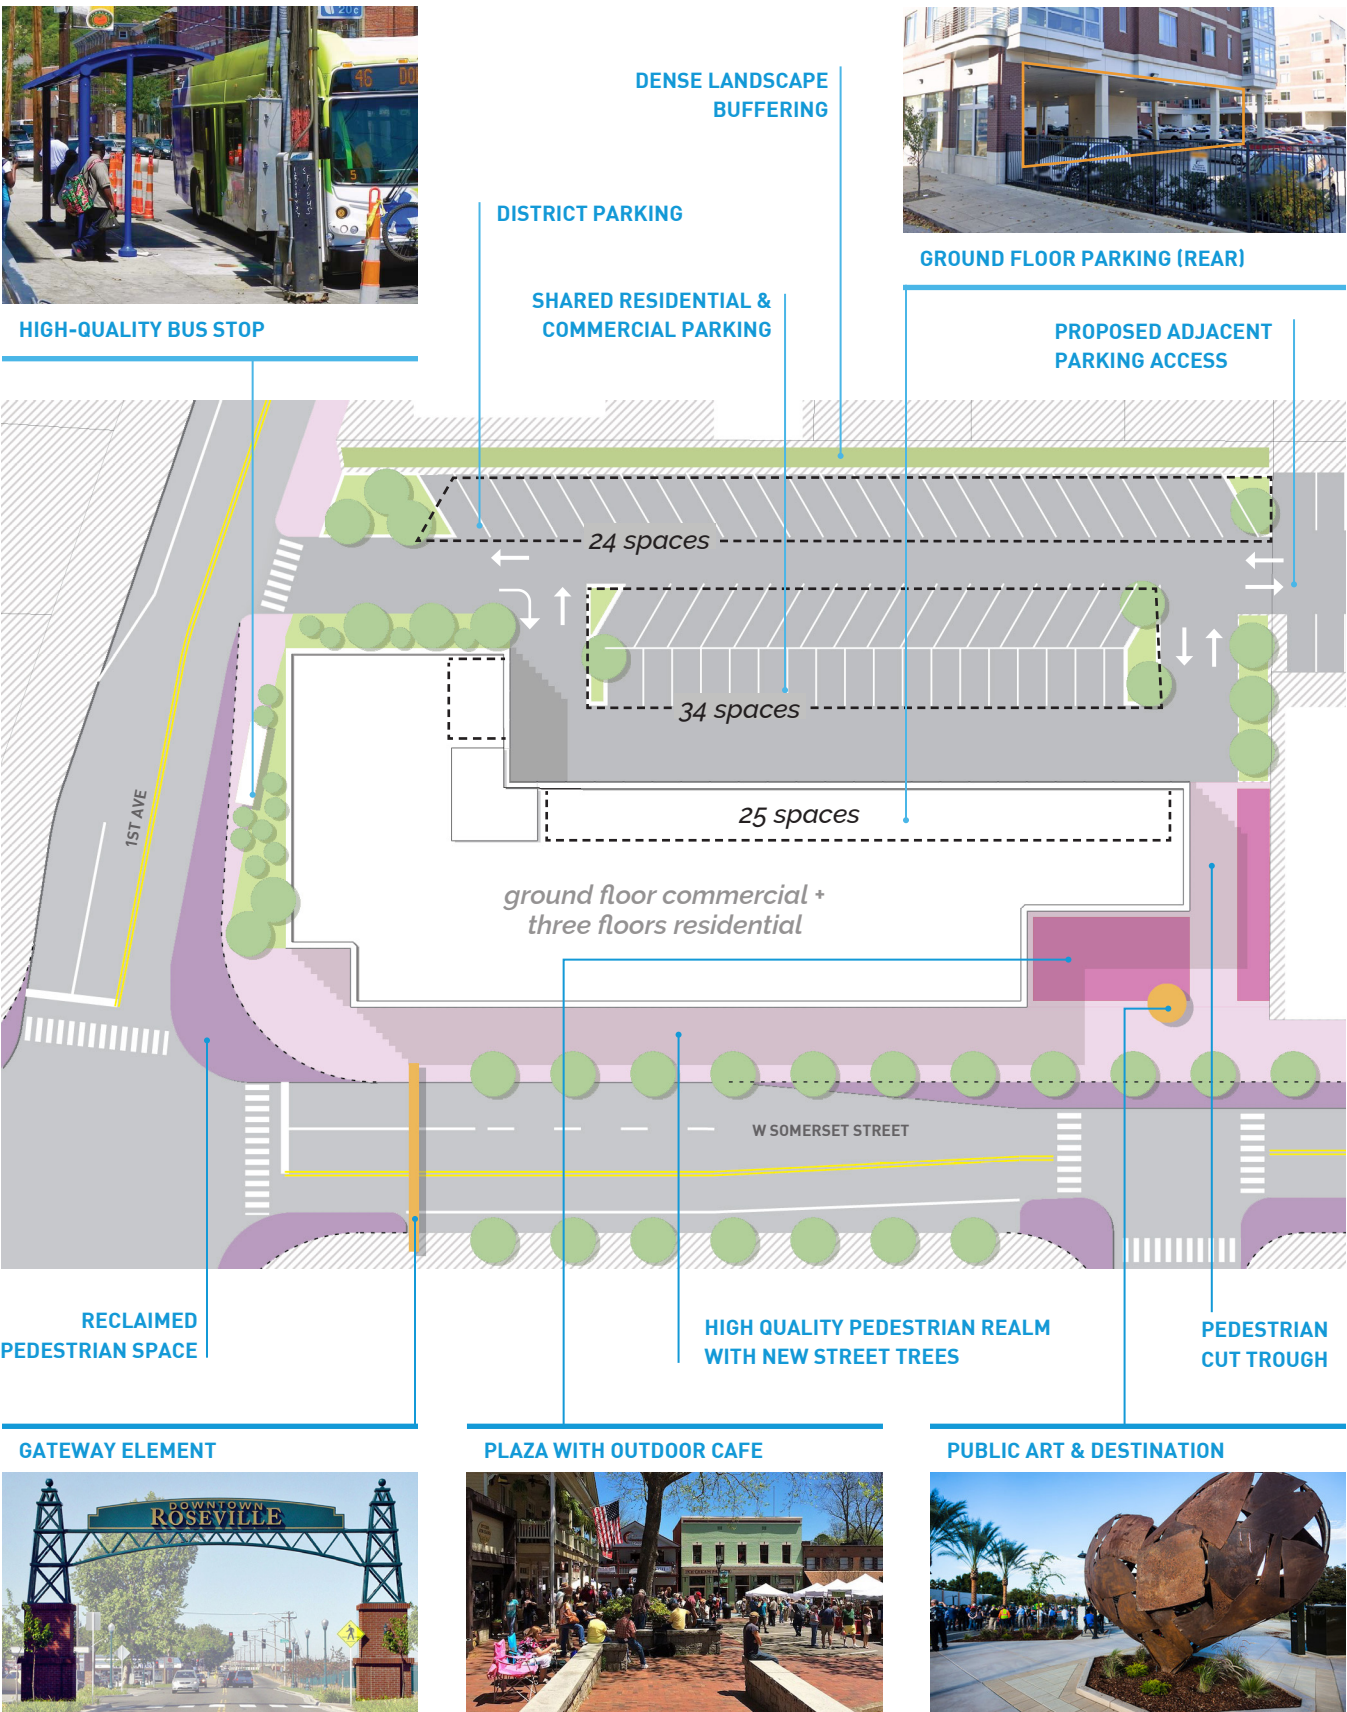 20c
46 DO
5
DENSE LANDSCAPE
BUFFERING
DISTRICT PARKING
GROUND FLOOR PARKING (REAR)
SHARED RESIDENTIAL &
COMMERCIAL PARKING
HIGH-QUALITY BUS STOP
PROPOSED ADJACENT
PARKING ACCESS
24 spaces
34 spaces
25 spaces
1ST AVE
ground floor commercial +
three floors residential
W SOMERSET STREET
RECLAIMED
PEDESTRIAN SPACE
HIGH QUALITY PEDESTRIAN REALM
WITH NEW STREET TREES
PEDESTRIAN
CUT TROUGH
GATEWAY ELEMENT
PLAZA WITH OUTDOOR CAFE
PUBLIC ART & DESTINATION
DOWNTOWN
ROSEVILLE